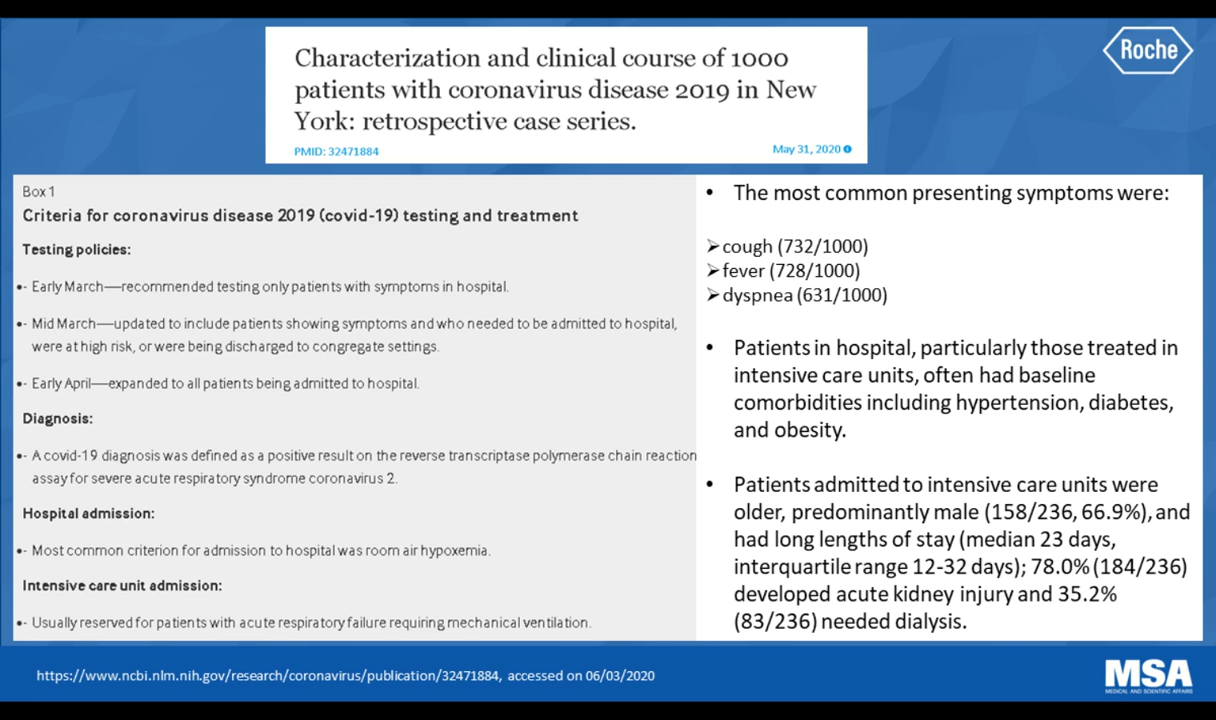 Characterization and clinical course of 1000
patients with coronavirus disease 2019 in New
York: retrospective case series.
PMID: 32471884
May 31, 2020
Roche
Box 1
Criteria for coronavirus disease 2019 (covid-19) testing and treatment
Testing policies:
•- Early March—recommended testing only patients with symptoms in hospital.
•- Mid March—updated to include patients showing symptoms and who needed to be admitted to hospital,
were at high risk, or were being discharged to congregate settings.
•- Early April—expanded to all patients being admitted to hospital.
Diagnosis:
•- A covid-19 diagnosis was defined as a positive result on the reverse transcriptase polymerase chain reaction
assay for severe acute respiratory syndrome coronavirus 2.
Hospital admission:
•- Most common criterion for admission to hospital was room air hypoxemia.
Intensive care unit admission:
•- Usually reserved for patients with acute respiratory failure requiring mechanical ventilation.
• The most common presenting symptoms were:
➢cough (732/1000)
➢fever (728/1000)
➢dyspnea (631/1000)
• Patients in hospital, particularly those treated in
intensive care units, often had baseline
comorbidities including hypertension, diabetes,
and obesity.
• Patients admitted to intensive care units were
older, predominantly male (158/236, 66.9%), and
had long lengths of stay (median 23 days,
interquartile range 12-32 days); 78.0% (184/236)
developed acute kidney injury and 35.2%
(83/236) needed dialysis.
https://www.ncbi.nlm.nih.gov/research/coronavirus/publication/32471884, accessed on 06/03/2020
MSA
MEDICAL AND SCIENTIFIC AFFAIRS